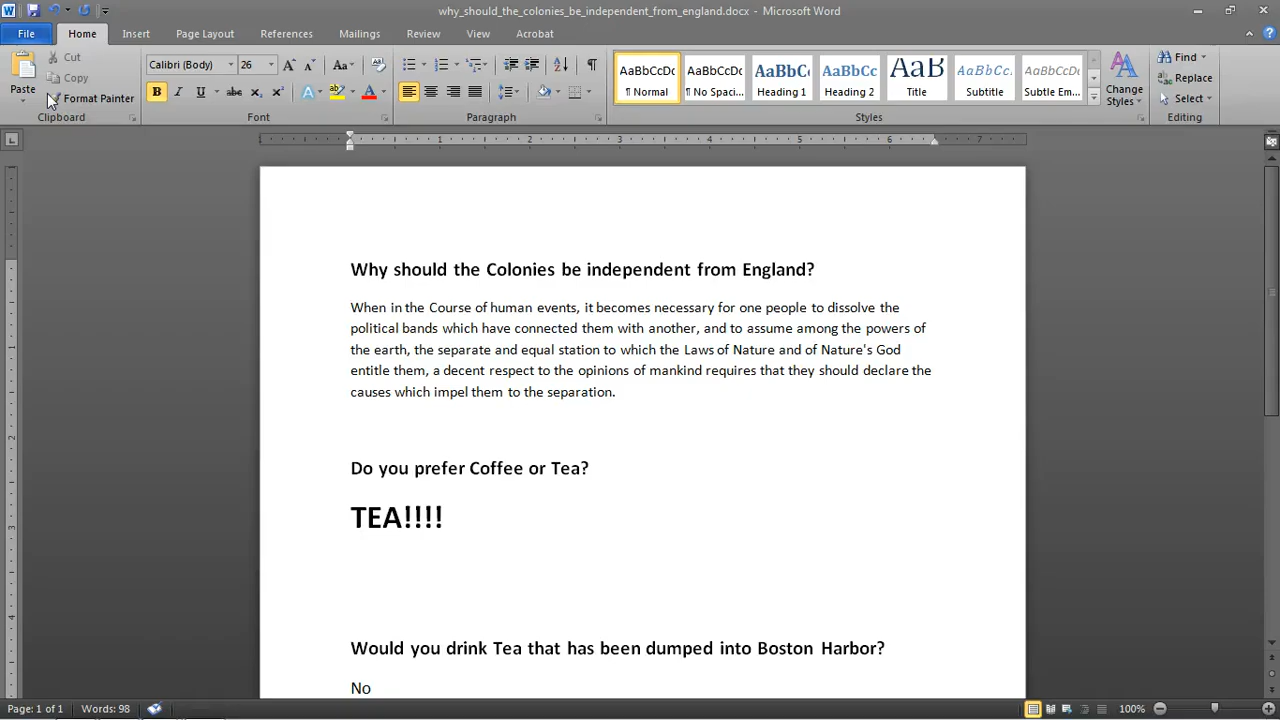 why_should_the_colonies_be_independent_from_england.docx - Microsoft Word
File Home Insert Page Layout References Mailings Review View Acrobat
Paste
Cut
Copy
Format Painter
Clipboard
Calibri (Body) 26
Font
Paragraph
AaBbCcDc AaBbCcDc AaBbCc AaBbCc AaB AaBbCc. AaBbCcDc
¶ Normal ¶ No Spaci... Heading 1 Heading 2 Title Subtitle Subtle Em...
Styles
Change Styles
Find
Replace
Select
Editing
1 2 3 4 5 6 7
Why should the Colonies be independent from England?
When in the Course of human events, it becomes necessary for one people to dissolve the
political bands which have connected them with another, and to assume among the powers of
the earth, the separate and equal station to which the Laws of Nature and of Nature's God
entitle them, a decent respect to the opinions of mankind requires that they should declare the
causes which impel them to the separation.
Do you prefer Coffee or Tea?
TEA!!!!
Would you drink Tea that has been dumped into Boston Harbor?
No
Page: 1 of 1 Words: 98 100%